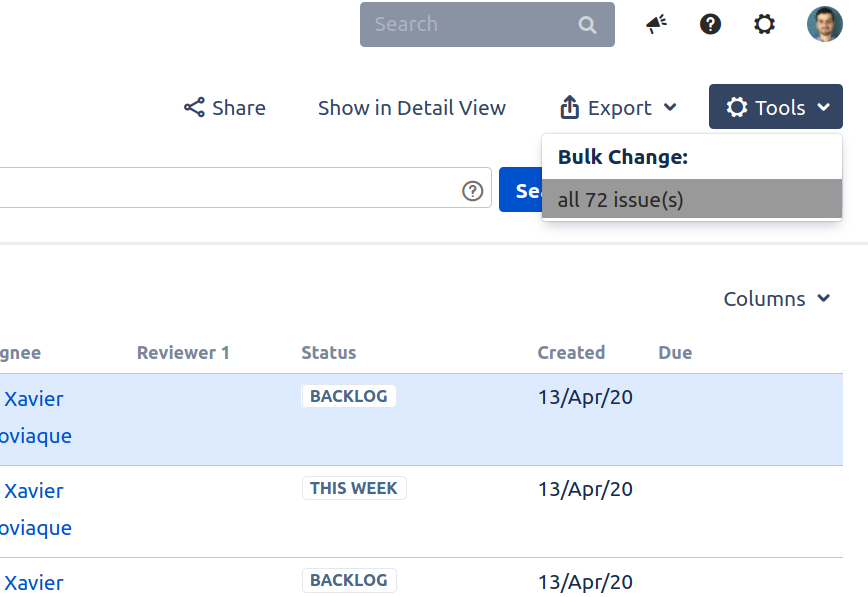 Search
Share
Show in Detail View
Export
Tools
Bulk Change:
all 72 issue(s)
Columns
gnee
Reviewer 1
Status
Created
Due
Xavier
oviaque
BACKLOG
13/Apr/20
Xavier
oviaque
THIS WEEK
13/Apr/20
Xavier
BACKLOG
13/Apr/20